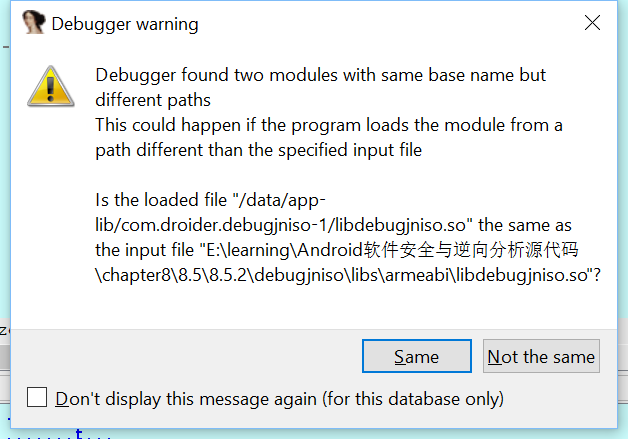 Debugger warning
Debugger found two modules with same base name but
different paths
This could happen if the program loads the module from a
path different than the specified input file
Is the loaded file "/data/app-
lib/com.droider.debugjniso-1/libdebugjniso.so" the same as
the input file "E:\learning\Android软件安全与逆向分析源代码
\chapter8\8.5\8.5.2\debugjniso\libs\armeabi\libdebugjniso.so"?
Same
Not the same
Don't display this message again (for this database only)